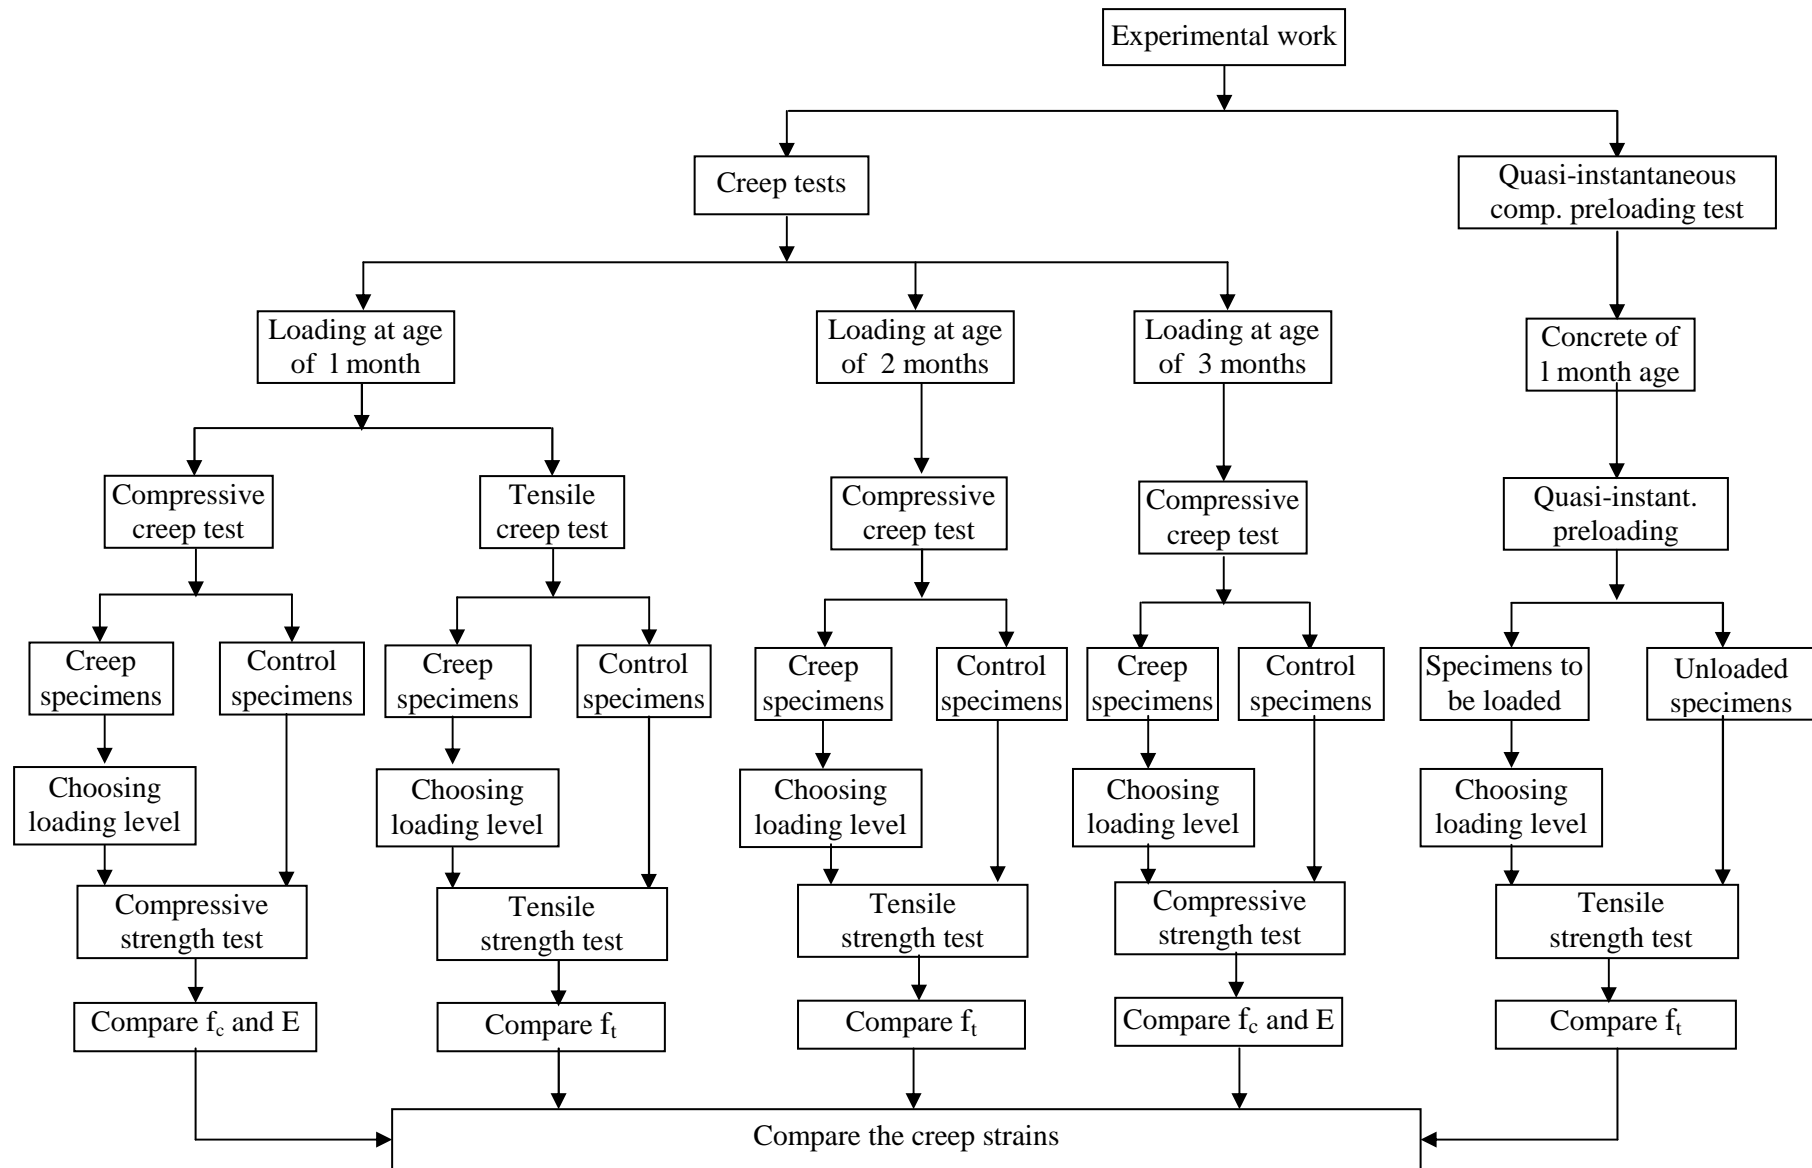 Experimental work
Creep tests
Quasi-instantaneous
comp. preloading test
Loading at age
of 1 month
Loading at age
of 2 months
Loading at age
of 3 months
Concrete of
1 month age
Compressive
creep test
Tensile
creep test
Compressive
creep test
Compressive
creep test
Quasi-instant.
preloading
Creep
specimens
Control
specimens
Creep
specimens
Control
specimens
Creep
specimens
Control
specimens
Creep
specimens
Control
specimens
Specimens to
be loaded
Unloaded
specimens
Choosing
loading level
Choosing
loading level
Choosing
loading level
Choosing
loading level
Choosing
loading level
Compressive
strength test
Tensile
strength test
Tensile
strength test
Compressive
strength test
Tensile
strength test
Compare fc and E
Compare ft
Compare ft
Compare fc and E
Compare ft
Compare the creep strains